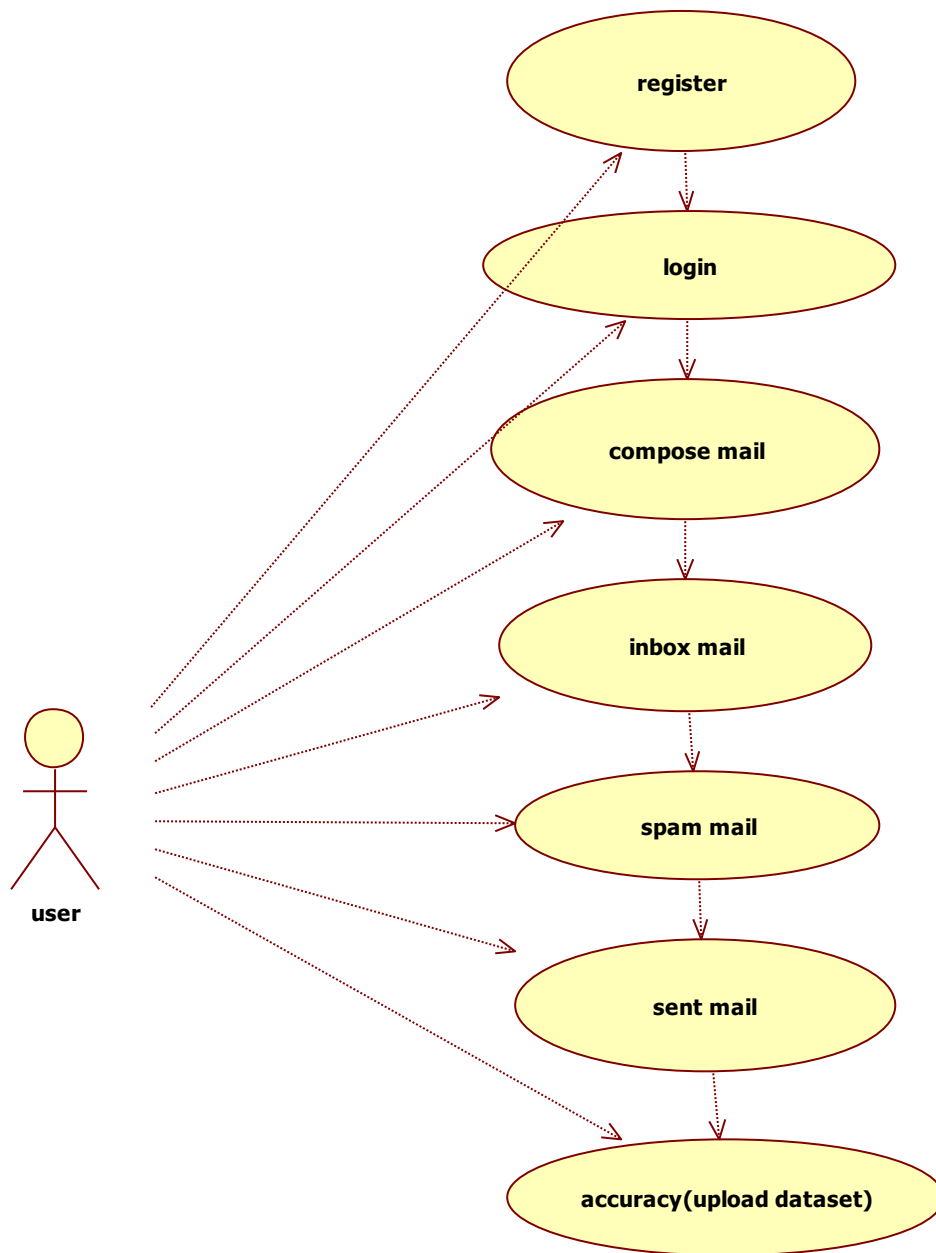 register
login
compose mail
inbox mail
spam mail
user
sent mail
accuracy(upload dataset)